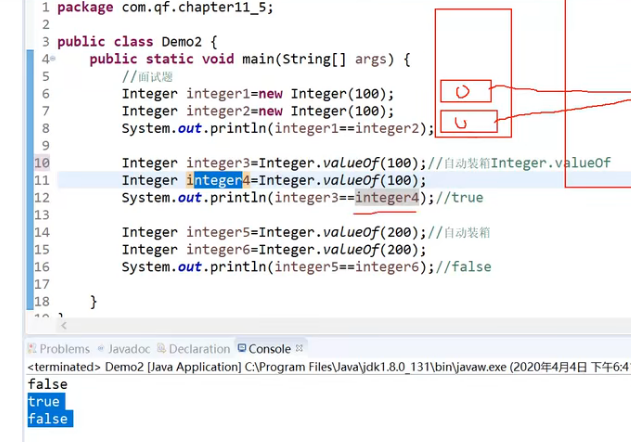 1 package com.qf.chapter11_5;
2
3 public class Demo2 {
4 public static void main(String[] args) {
5 //面试题
6 Integer integer1=new Integer(100);
7 Integer integer2=new Integer(100);
8 System.out.println(integer1==integer2);
9
10 Integer integer3=Integer.valueOf(100);//自动装箱Integer.valueOf
11 Integer integer4=Integer.valueOf(100);
12 System.out.println(integer3==integer4);//true
13
14 Integer integer5=Integer.valueOf(200);//自动装箱
15 Integer integer6=Integer.valueOf(200);
16 System.out.println(integer5==integer6);//false
17
18 }
Problems Javadoc Declaration Console
<terminated> Demo2 [Java Application] C:\Program Files\Java\jdk1.8.0_131\bin\javaw.exe (2020年4月4日 下午6:4
false
true
false